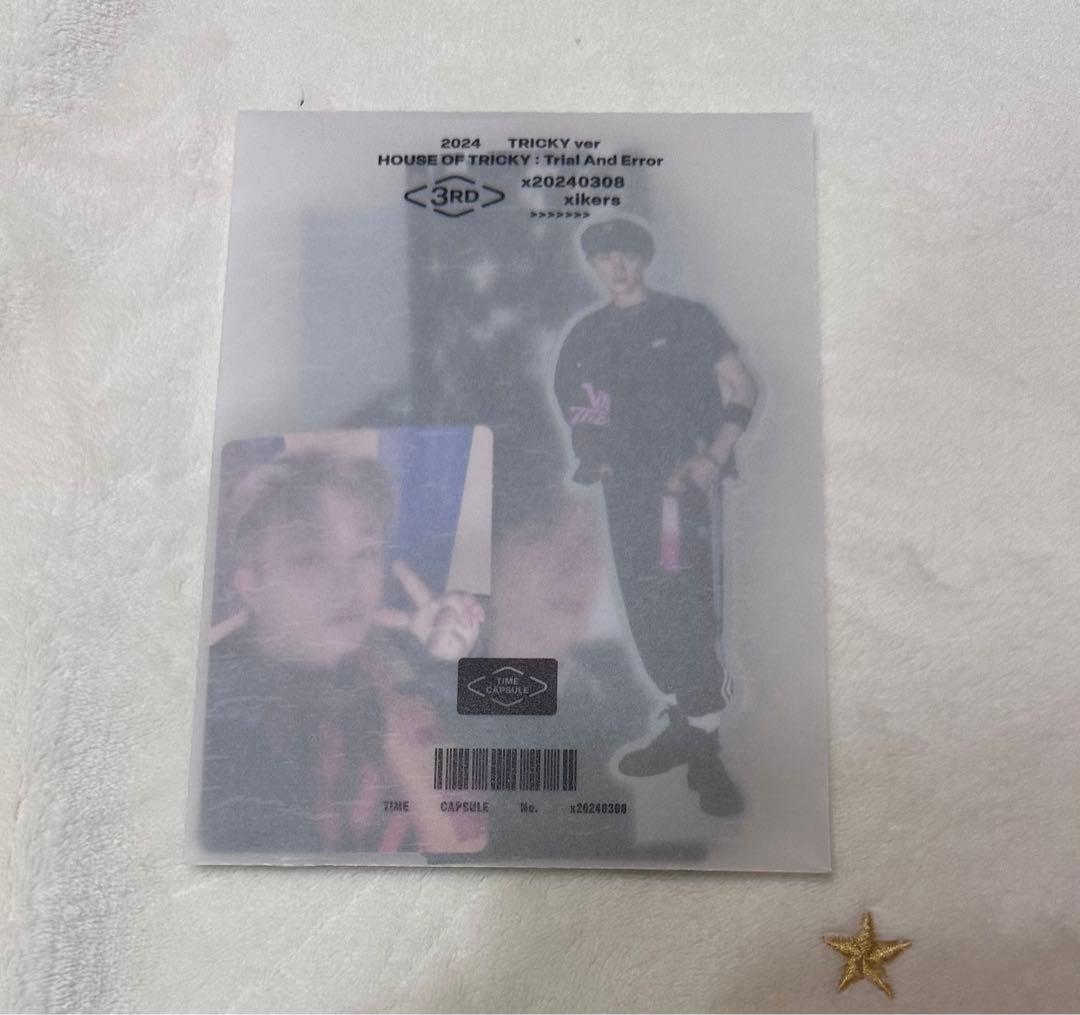 2024 TRICKY ver
HOUSE OF TRICKY : Trial And Error
3RD
x20240308
xikers
>>>>>>>
TIME
CAPSULE
TIME CAPSULE No. x20240308